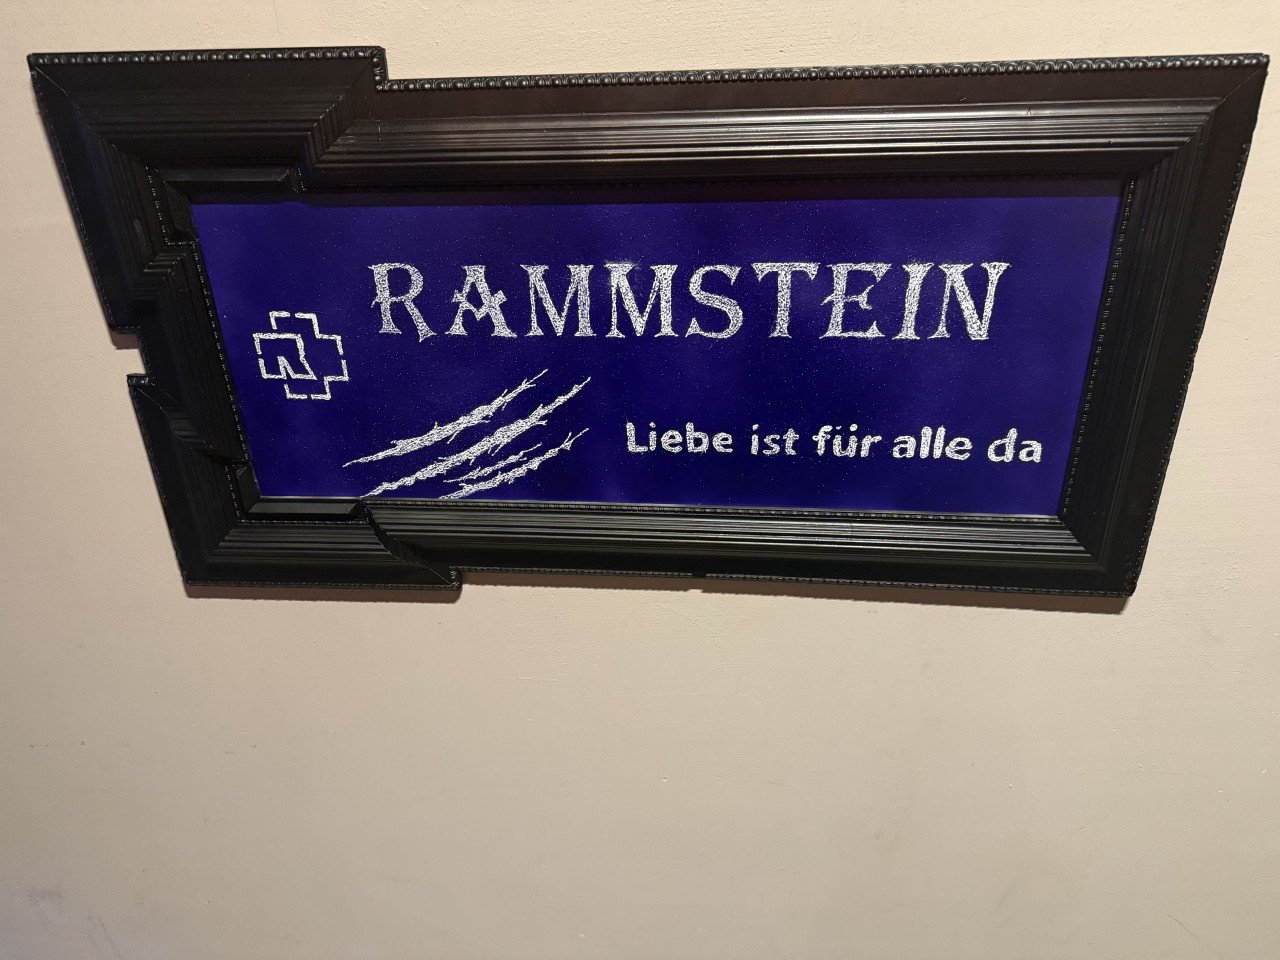 RAMMSTEIN
R
Liebe ist für alle da